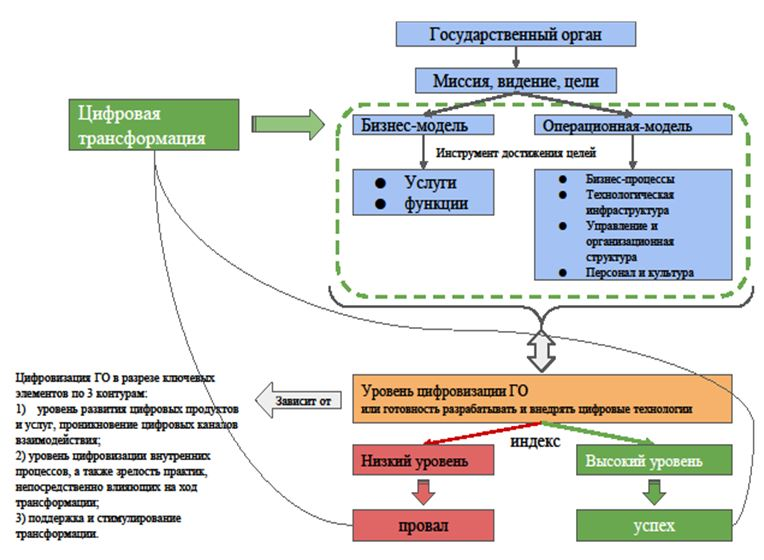 Государственный орган
Миссия, видение, цели
Цифровая
трансформация
Бизнес-модель
Операционная-модель
Инструмент достижения целей
● Услуги
● функции
● Бизнес-процессы
● Технологическая
инфраструктура
● Управление и
организационная
структура
● Персонал и культура
Цифровизация ГО в разрезе ключевых
элементов по 3 контурам:
1) уровень развития цифровых продуктов
и услуг, проникновение цифровых каналов
взаимодействия;
2) уровень цифровизации внутренних
процессов, а также зрелость практик,
непосредственно влияющих на ход
трансформации;
3) поддержка и стимулирование
трансформации.
Зависит от
Уровень цифровизации ГО
или готовность разрабатывать и внедрять цифровые технологии
индекс
Низкий уровень
Высокий уровень
провал
успех